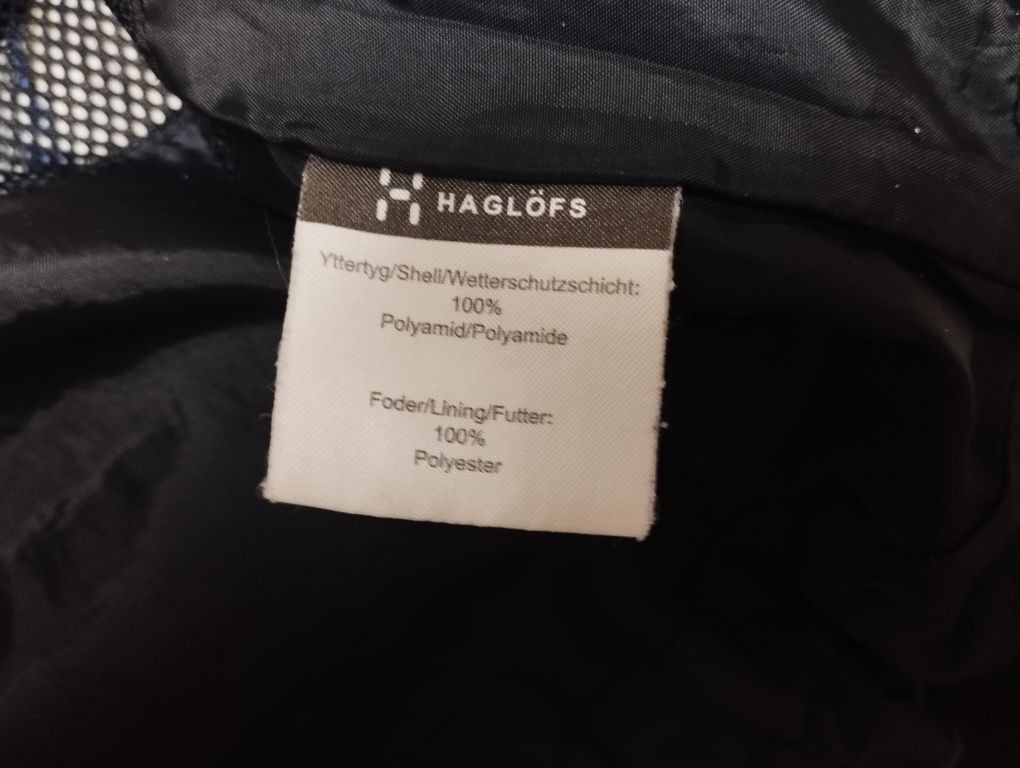 HAGLÖFS
Yttertyg/Shell/Wetterschutzschicht:
100%
Polyamid/Polyamide
Foder/Lining/Futter:
100%
Polyester